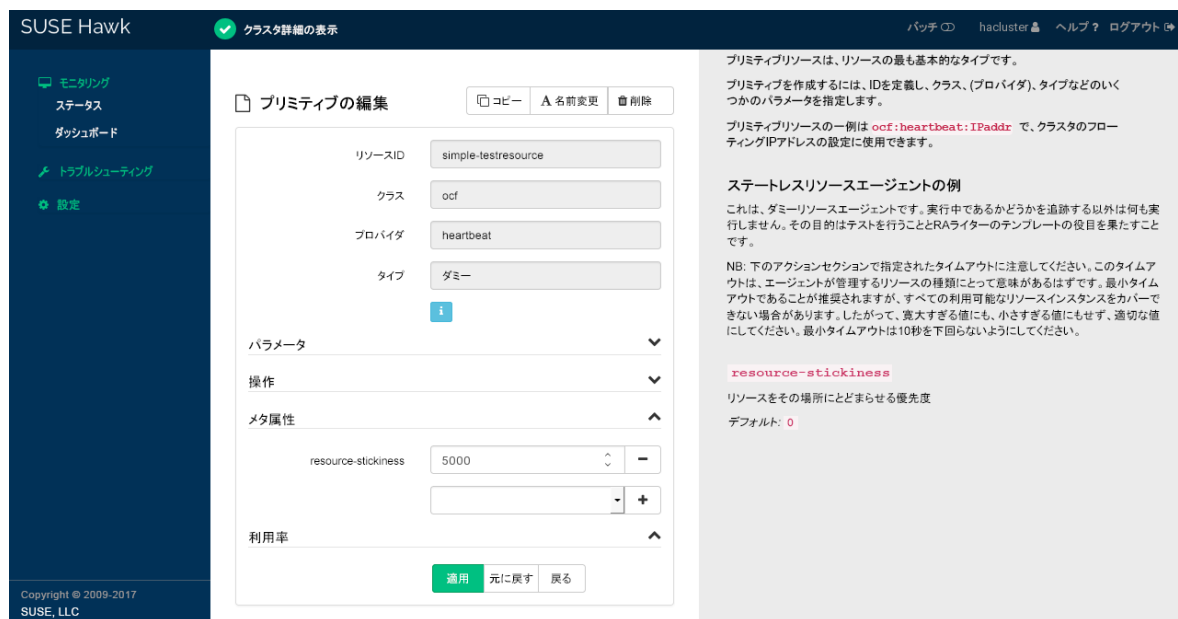 SUSE Hawk
クラスタ詳細の表示
バッチ
hacluster
ヘルプ ?
ログアウト
モニタリング
ステータス
ダッシュボード
トラブルシューティング
設定
Copyright © 2009-2017
SUSE, LLC
プリミティブの編集
コピー
A 名前変更
削除
リソースID
simple-testresource
クラス
ocf
プロバイダ
heartbeat
タイプ
ダミー
i
パラメータ
操作
メタ属性
resource-stickiness
5000
利用率
適用
元に戻す
戻る
プリミティブリソースは、リソースの最も基本的なタイプです。
プリミティブを作成するには、IDを定義し、クラス、(プロバイダ)、タイプなどのいく
つかのパラメータを指定します。
プリミティブリソースの一例は ocf:heartbeat:IPaddr で、クラスタのフロー
ティングIPアドレスの設定に使用できます。
ステートレスリソースエージェントの例
これは、ダミーリソースエージェントです。実行中であるかどうかを追跡する以外は何も実
行しません。その目的はテストを行うこととRAライターのテンプレートの役目を果たすこと
です。
NB: 下のアクションセクションで指定されたタイムアウトに注意してください。このタイムア
ウトは、エージェントが管理するリソースの種類にとって意味があるはずです。最小タイム
アウトであることが推奨されますが、すべての利用可能なリソースインスタンスをカバーで
きない場合があります。したがって、寛大すぎる値にも、小さすぎる値にもせず、適切な値
にしてください。最小タイムアウトは10秒を下回らないようにしてください。
resource-stickiness
リソースをその場所にとどまらせる優先度
デフォルト: 0